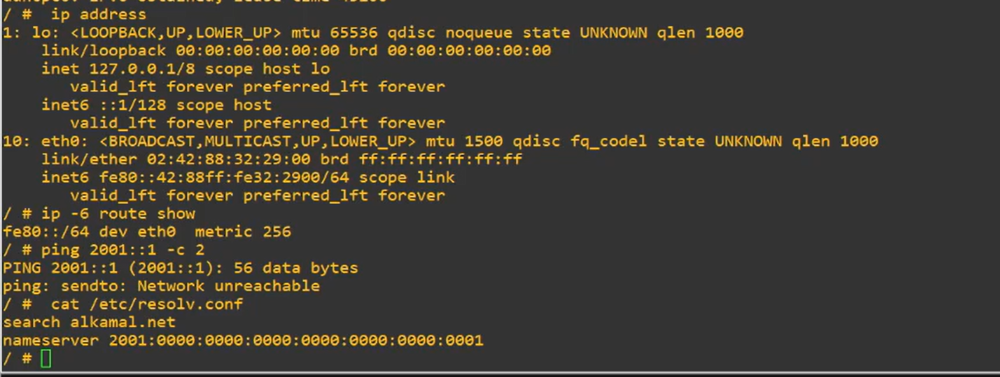 / #  ip address
1: lo: <LOOPBACK,UP,LOWER_UP> mtu 65536 qdisc noqueue state UNKNOWN qlen 1000
    link/loopback 00:00:00:00:00:00 brd 00:00:00:00:00:00
    inet 127.0.0.1/8 scope host lo
       valid_lft forever preferred_lft forever
    inet6 ::1/128 scope host
       valid_lft forever preferred_lft forever
10: eth0: <BROADCAST,MULTICAST,UP,LOWER_UP> mtu 1500 qdisc fq_codel state UNKNOWN qlen 1000
    link/ether 02:42:88:32:29:00 brd ff:ff:ff:ff:ff:ff
    inet6 fe80::42:88ff:fe32:2900/64 scope link
       valid_lft forever preferred_lft forever
/ # ip -6 route show
fe80::/64 dev eth0  metric 256
/ # ping 2001::1 -c 2
PING 2001::1 (2001::1): 56 data bytes
ping: sendto: Network unreachable
/ #  cat /etc/resolv.conf
search alkamal.net
nameserver 2001:0000:0000:0000:0000:0000:0000:0001
/ #